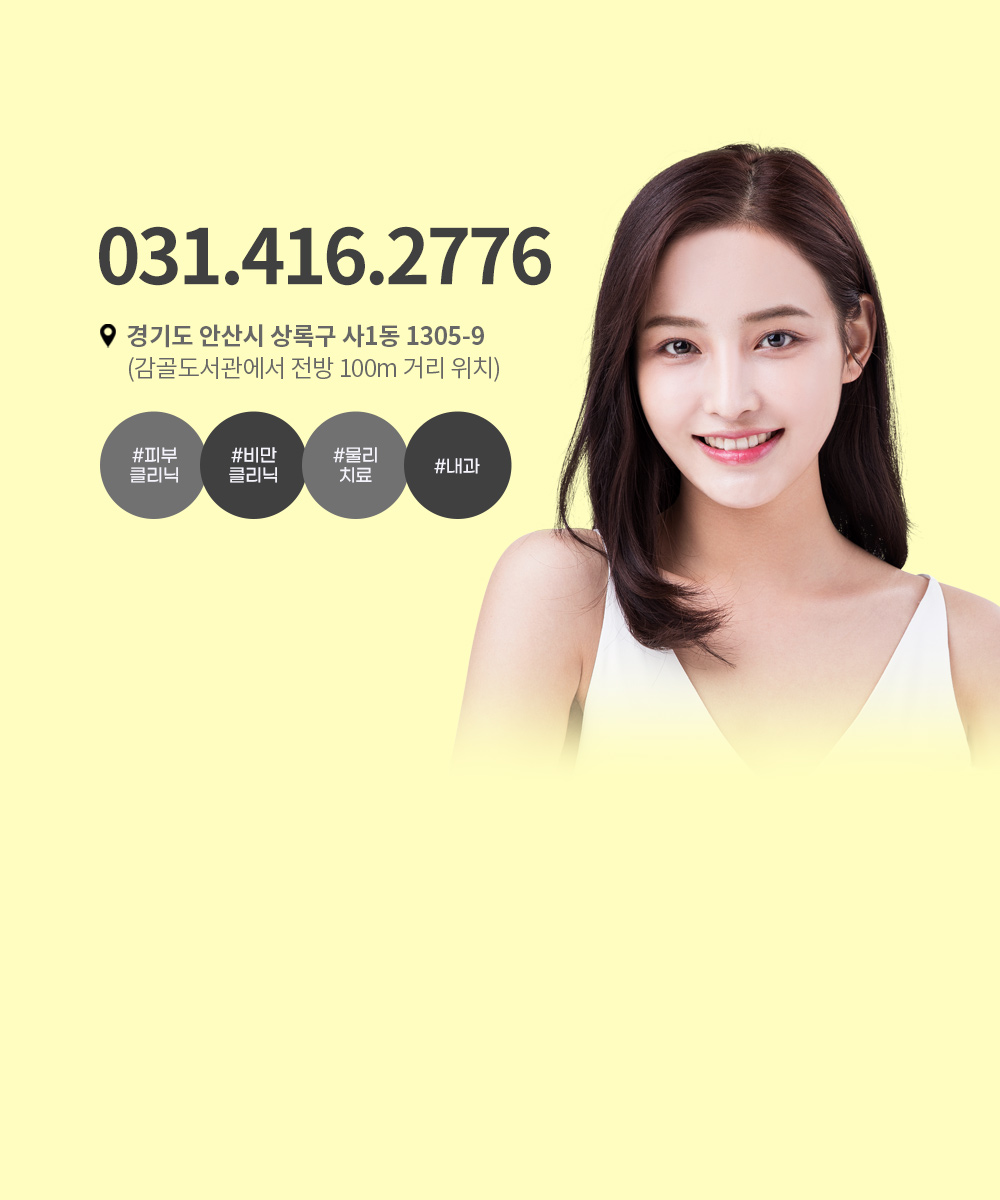 031.416.2776
경기도 안산시 상록구 사1동 1305-9
(감골도서관에서 전방 100m 거리 위치)
#피부
클리닉
#비만
클리닉
#물리
치료
#내과